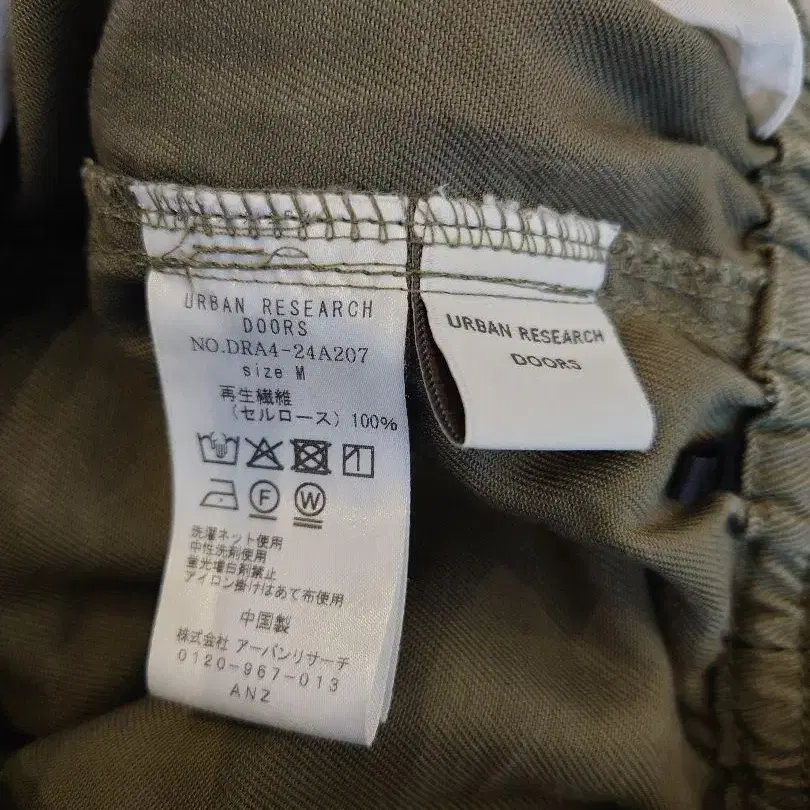 URBAN RESEARCH
DOORS
NO.DRA4-24A207
size M
再生繊維
(セルロース) 100%
F
W
洗濯ネット使用
中性洗剤使用
蛍光増白剤禁止
アイロン掛けはあて布使用
中国製
株式会社 アーバンリサーチ
0120-967-013
ANZ
URBAN RESEARCH
DOORS